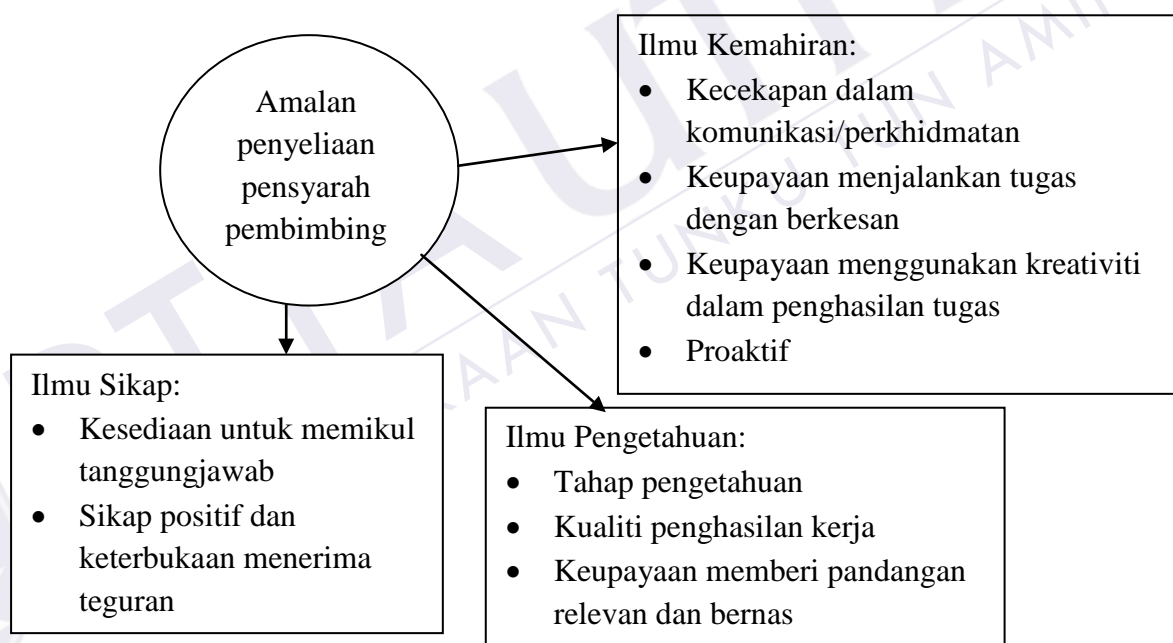 Amalan
penyeliaan
pensyarah
pembimbing
Ilmu Kemahiran:
• Kecekapan dalam
komunikasi/perkhidmatan
• Keupayaan menjalankan tugas
dengan berkesan
• Keupayaan menggunakan kreativiti
dalam penghasilan tugas
• Proaktif
Ilmu Sikap:
• Kesediaan untuk memikul
tanggungjawab
• Sikap positif dan
keterbukaan menerima
teguran
Ilmu Pengetahuan:
• Tahap pengetahuan
• Kualiti penghasilan kerja
• Keupayaan memberi pandangan
relevan dan bernas